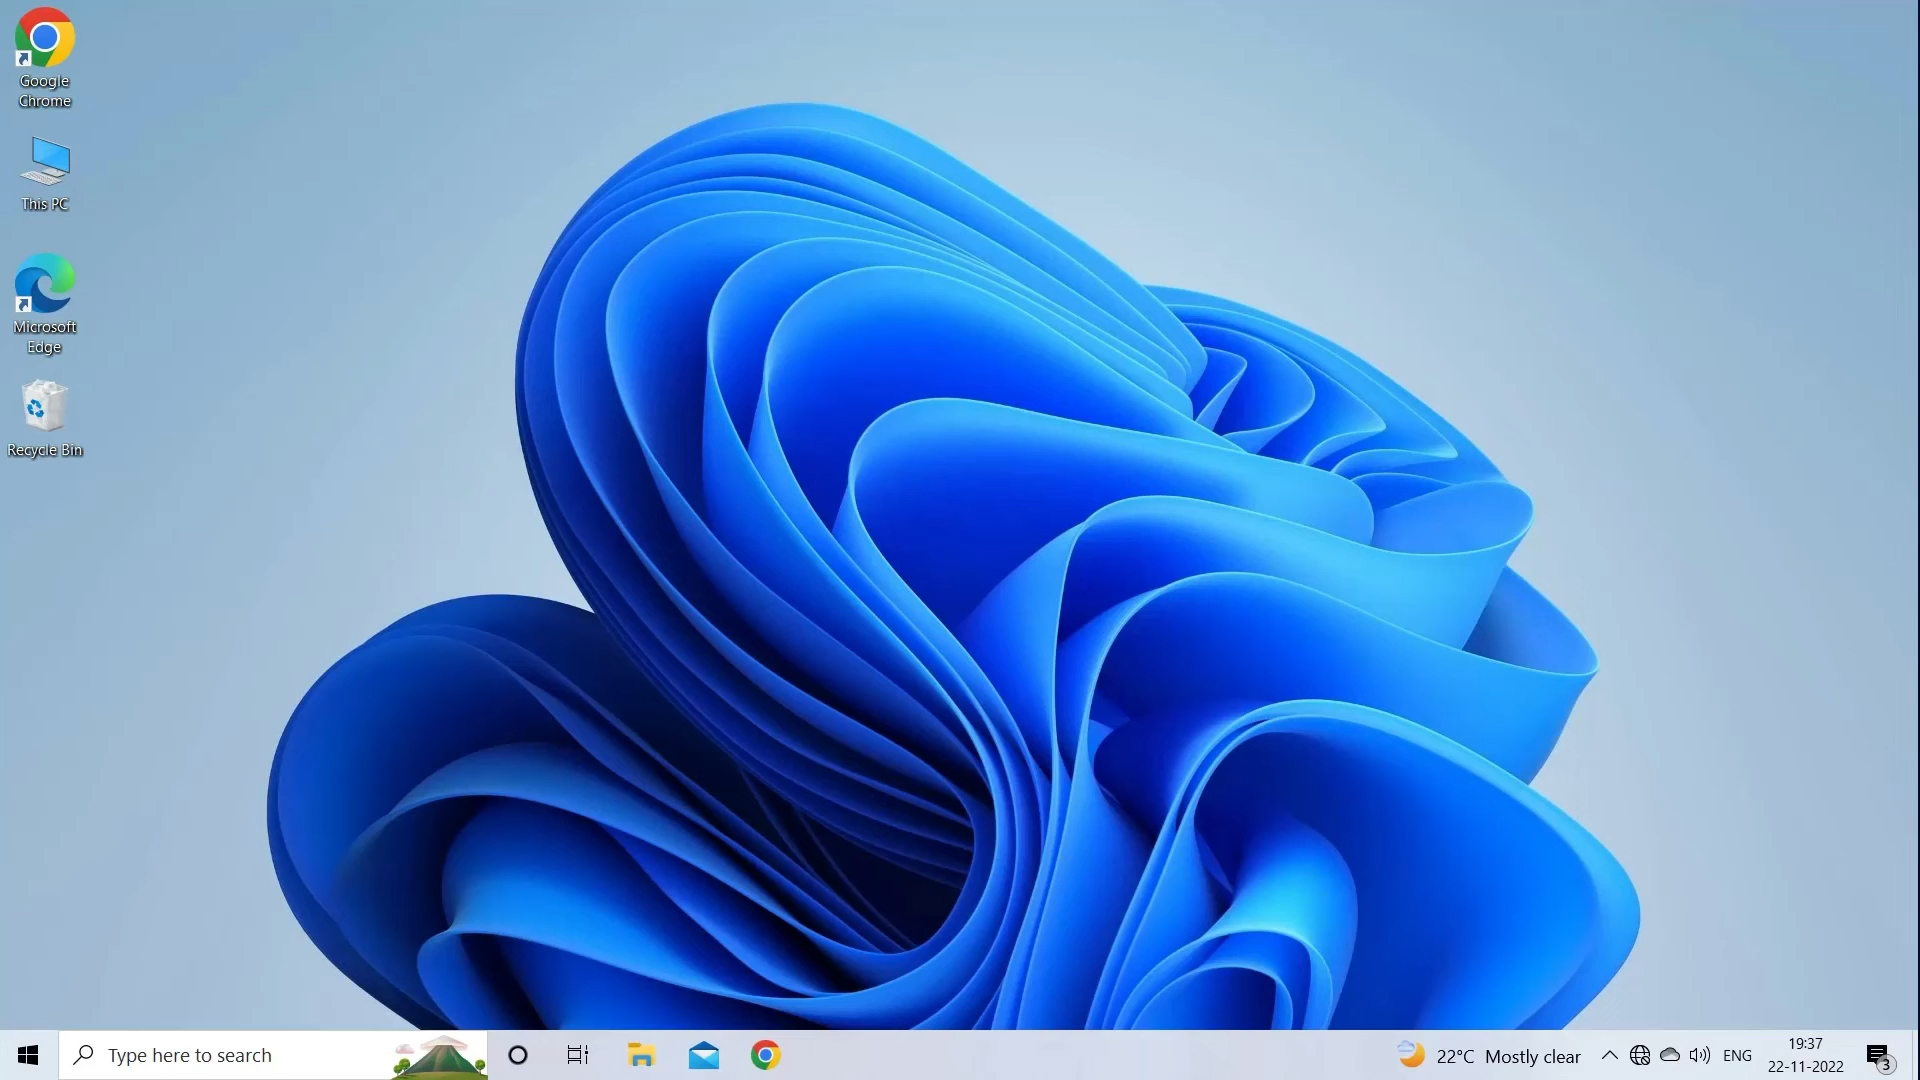 Google
Chrome
This PC
Microsoft
Edge
Recycle Bin
Type here to search
22°C Mostly clear
ENG
19:37
22-11-2022
3